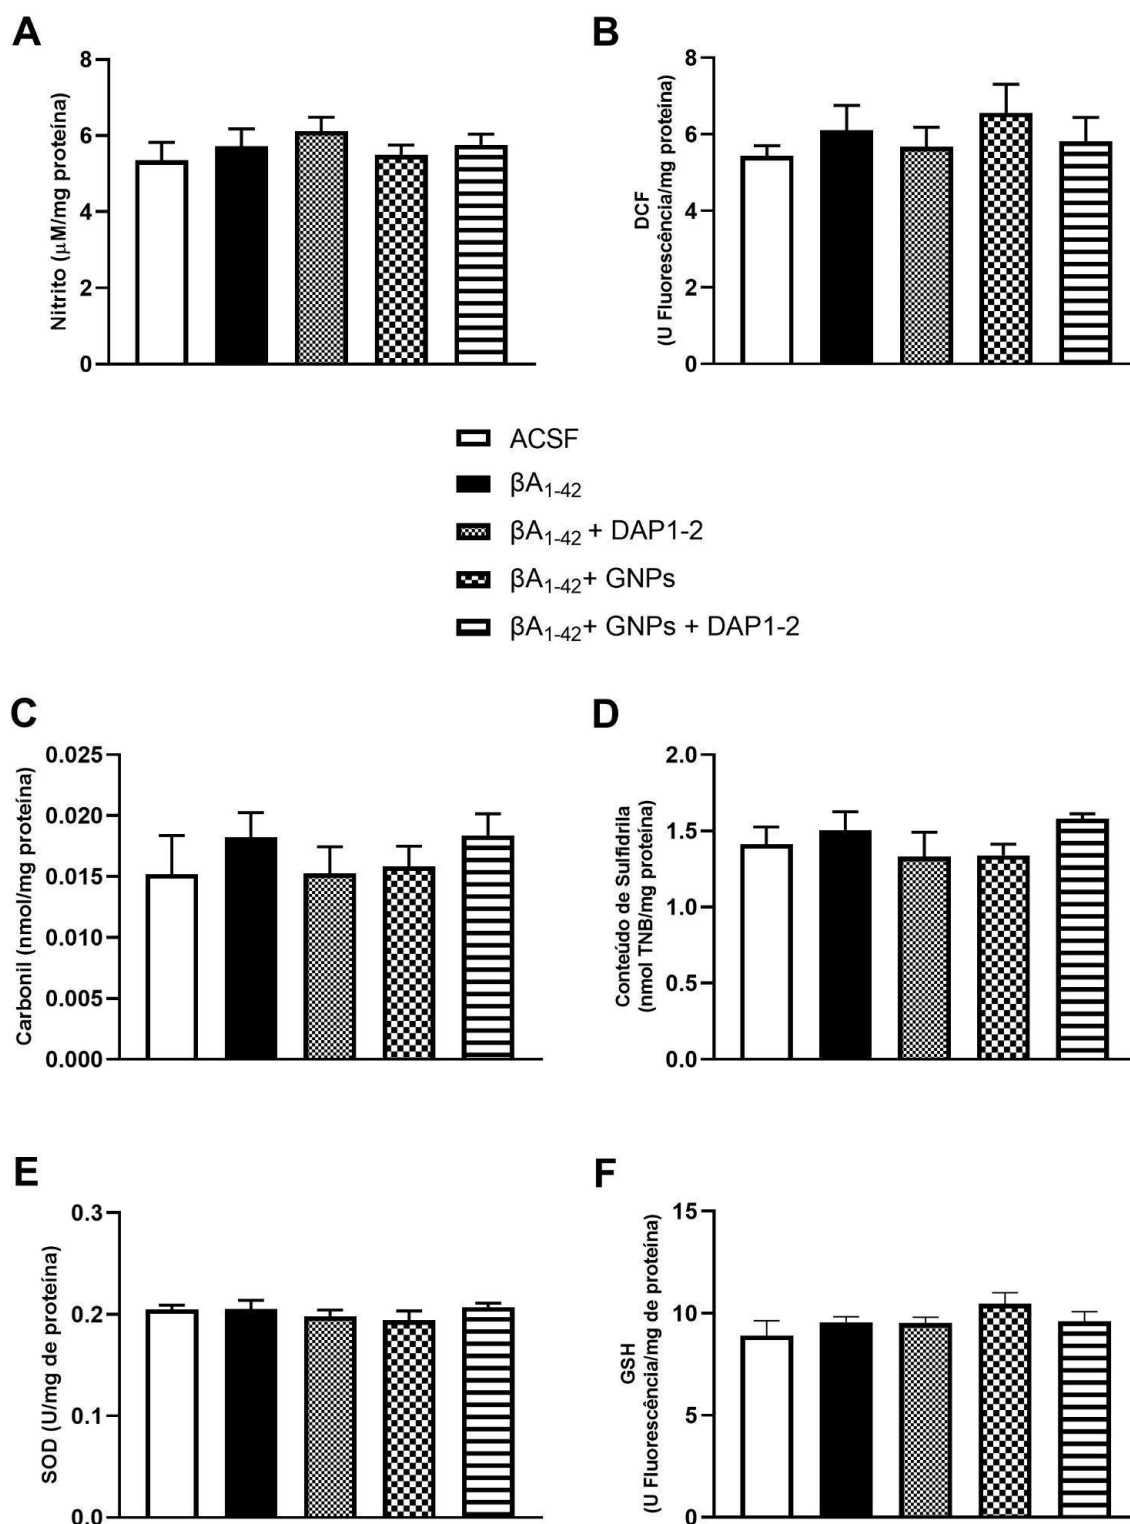 A
Nitrito (μM/mg proteína)
8
6
4
2
0
B
DCF
(U Fluorescência/mg proteína)
8
6
4
2
0
ACSF
βA1-42
βA1-42 + DAP1-2
βA1-42+ GNPs
βA1-42+ GNPs + DAP1-2
C
Carbonil (nmol/mg proteína)
0.025
0.020
0.015
0.010
0.005
0.000
D
Conteúdo de Sulfidrila
(nmol TNB/mg proteína)
2.0
1.5
1.0
0.5
0.0
E
SOD (U/mg de proteína)
0.3
0.2
0.1
0.0
F
GSH
(U Fluorescência/mg de proteína)
15
10
5
0